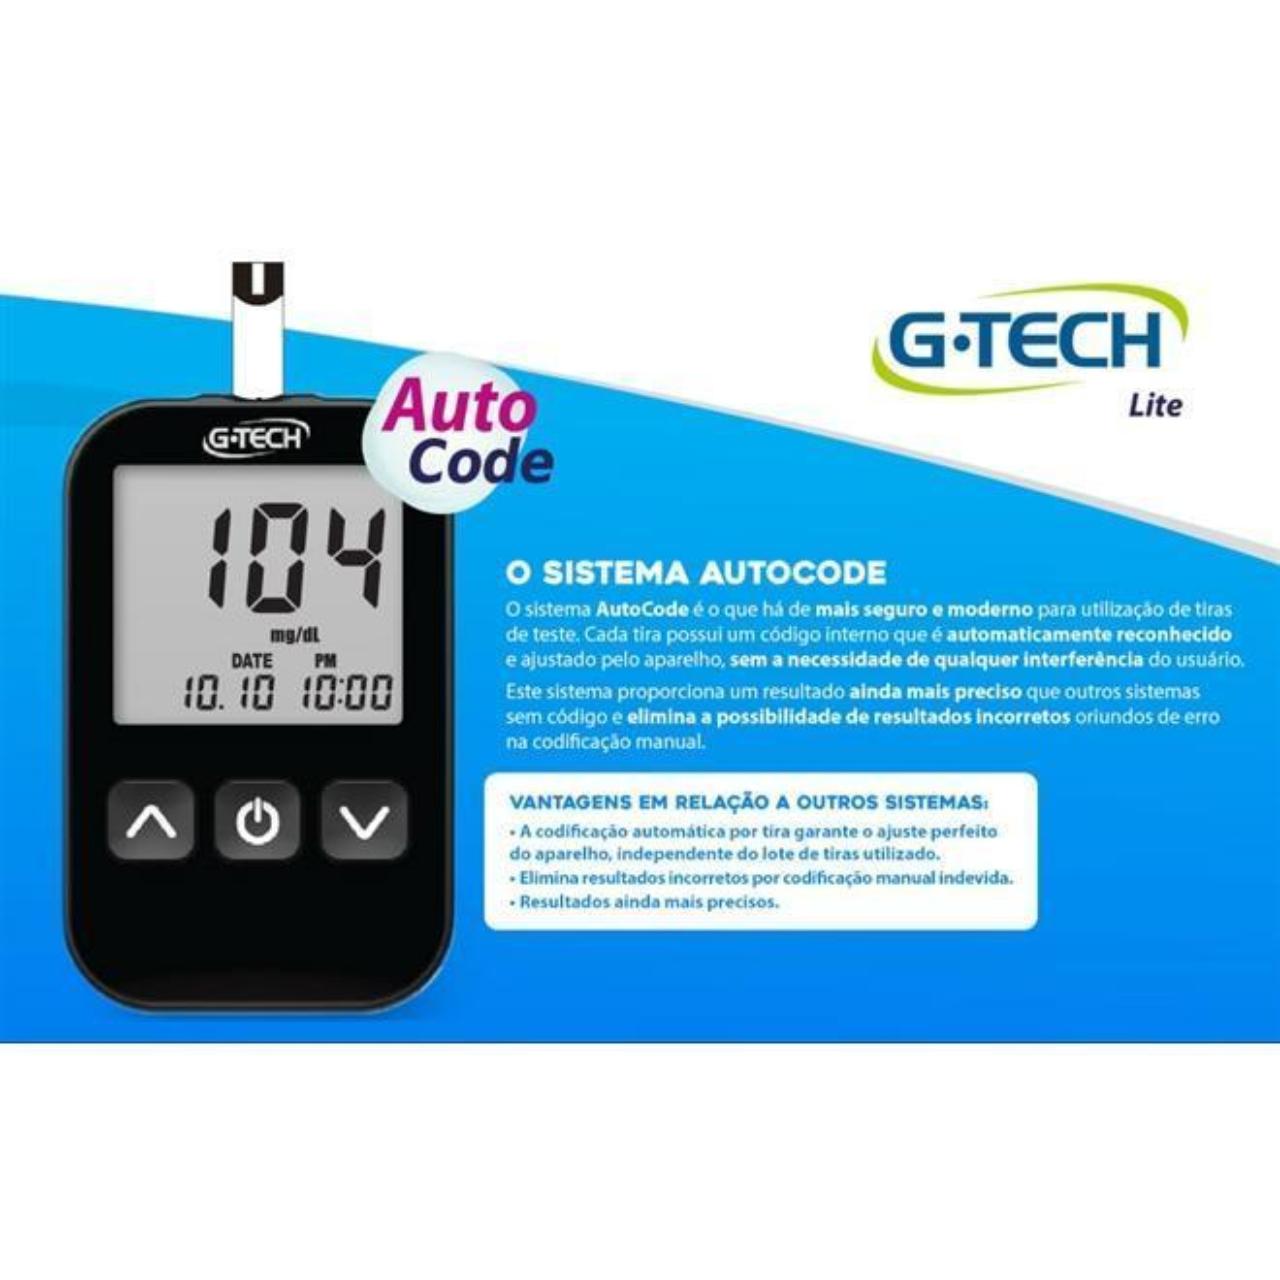 G·TECH
Lite
Auto
Code
G·TECH
104
mg/dL
DATE PM
10.10 10:00
O SISTEMA AUTOCODE
O sistema AutoCode é o que há de mais seguro e moderno para utilização de tiras
de teste. Cada tira possui um código interno que é automaticamente reconhecido
e ajustado pelo aparelho, sem a necessidade de qualquer interferência do usuário.
Este sistema proporciona um resultado ainda mais preciso que outros sistemas
sem código e elimina a possibilidade de resultados incorretos oriundos de erro
na codificação manual.
VANTAGENS EM RELAÇÃO A OUTROS SISTEMAS:
• A codificação automática por tira garante o ajuste perfeito
do aparelho, independente do lote de tiras utilizado.
• Elimina resultados incorretos por codificação manual indevida.
• Resultados ainda mais precisos.